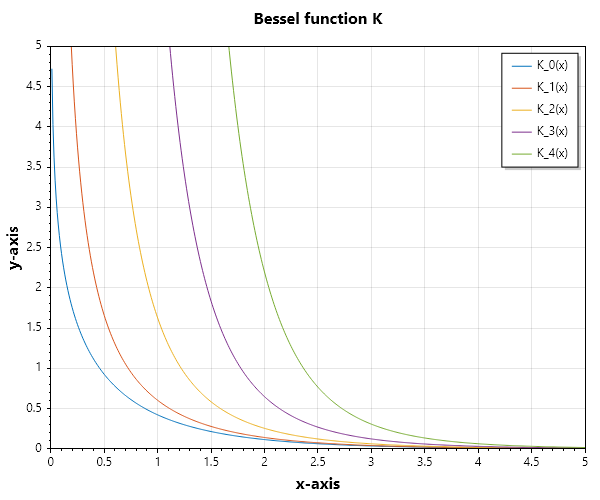 Bessel function K
5
4.5
4
3.5
3
2.5
2
1.5
1
0.5
0
y-axis
K_0(x)
K_1(x)
K_2(x)
K_3(x)
K_4(x)
0 0.5 1 1.5 2 2.5 3 3.5 4 4.5 5
x-axis